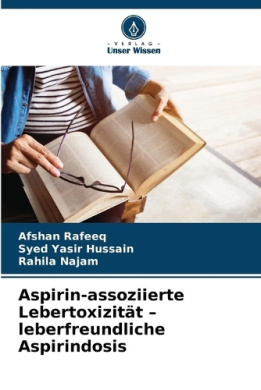 VERLAG
Unser Wissen
Afshan Rafeeq
Syed Yasir Hussain
Rahila Najam
Aspirin-assoziierte
Lebertoxizität –
leberfreundliche
Aspirindosis